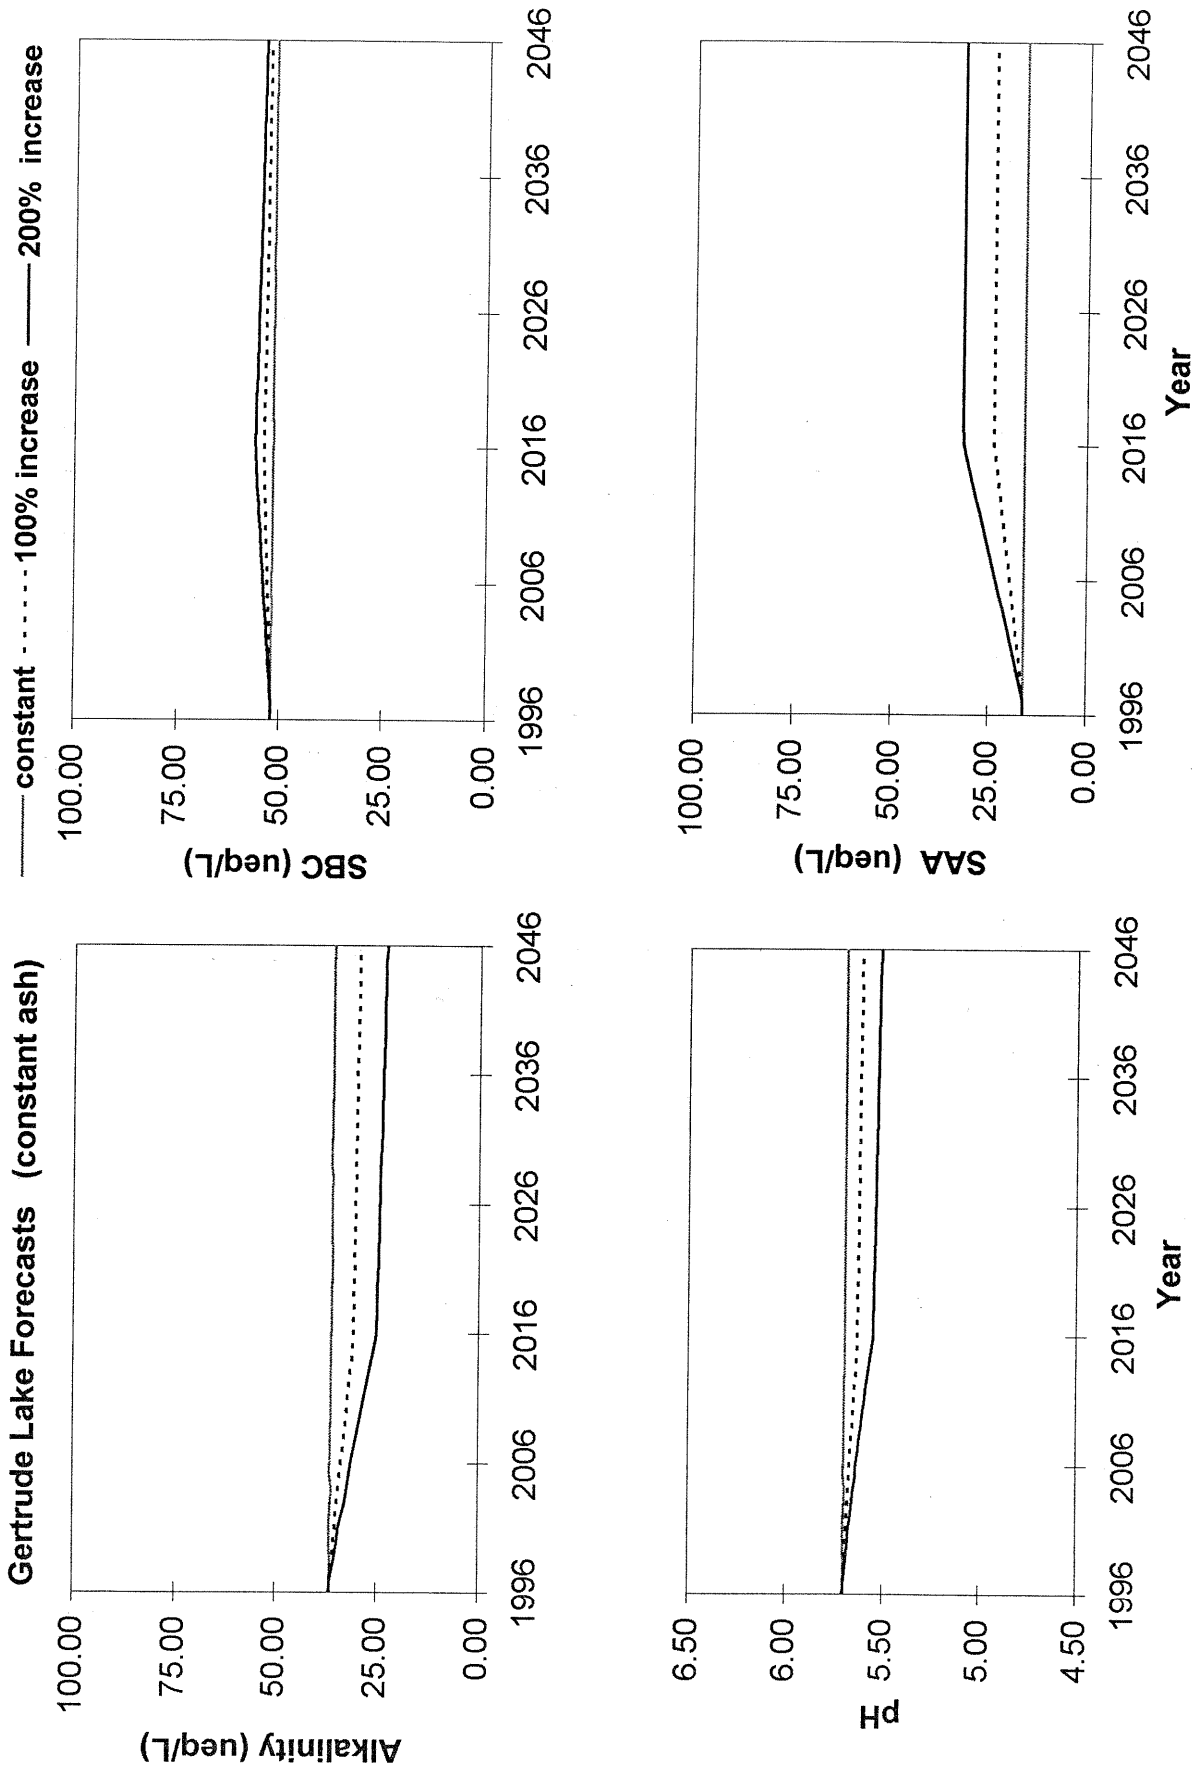 Gertrude Lake Forecasts (constant ash)
constant 100% increase 200% increase
Alkalinity (ueq/L)
100.00
75.00
50.00
25.00
0.00
1996 2006 2016 2026 2036 2046
SBC (ueq/L)
100.00
75.00
50.00
25.00
0.00
1996 2006 2016 2026 2036 2046
pH
6.50
6.00
5.50
5.00
4.50
1996 2006 2016 2026 2036 2046
Year
SAA (ueq/L)
100.00
75.00
50.00
25.00
0.00
1996 2006 2016 2026 2036 2046
Year